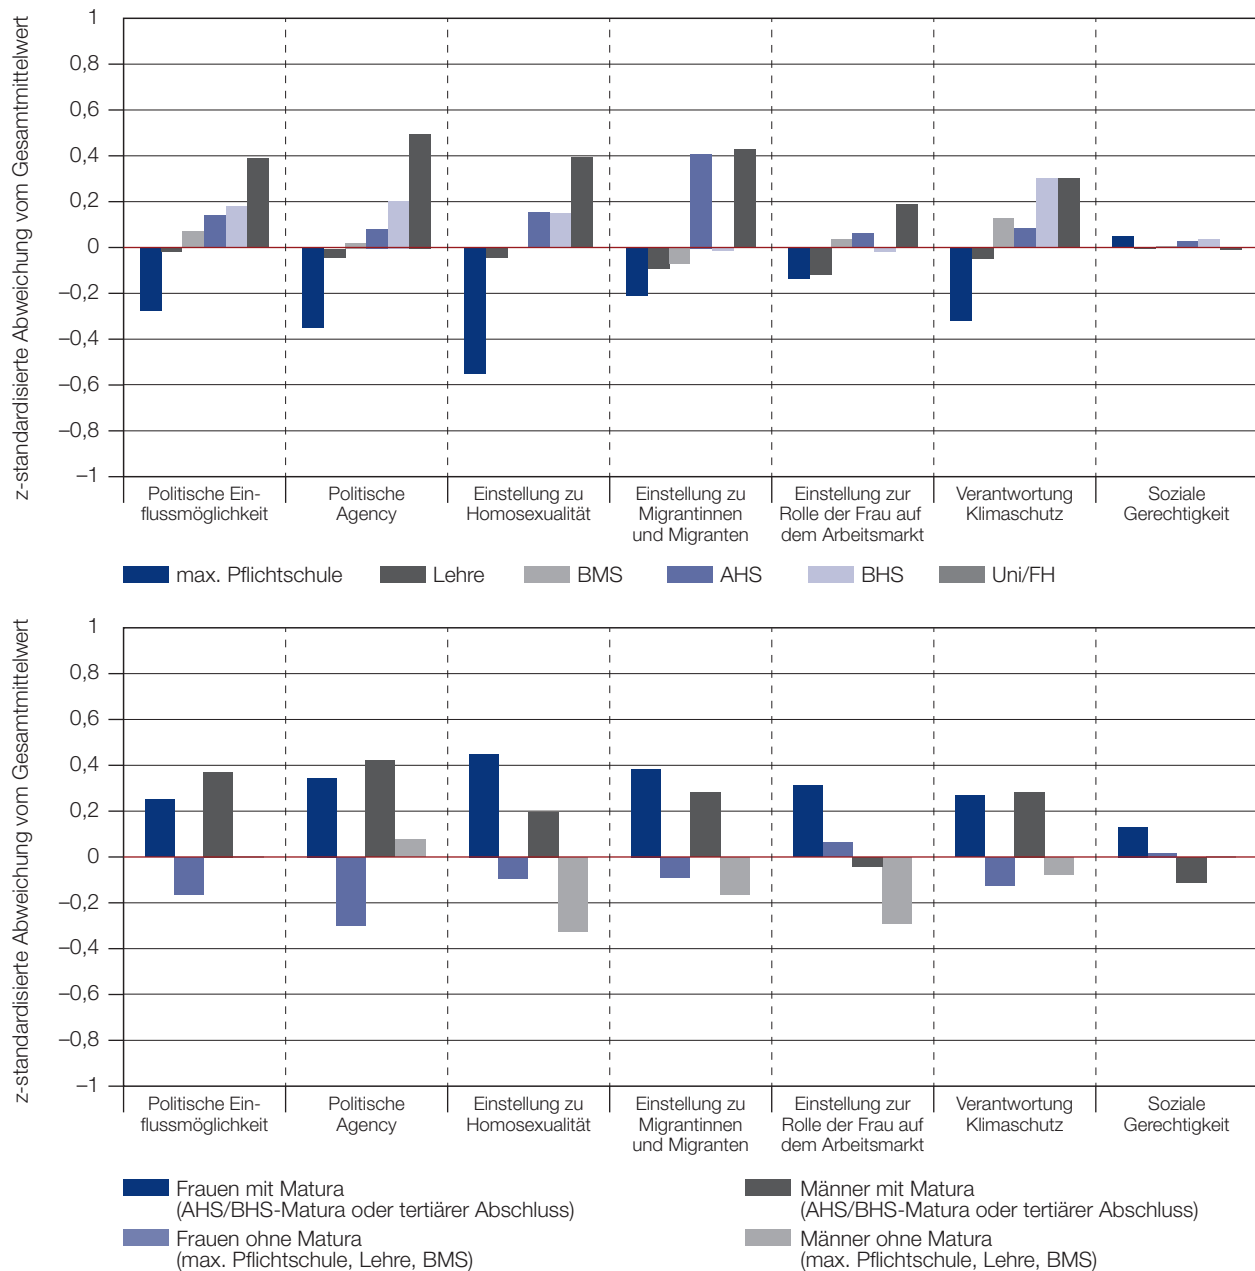 z-standardisierte Abweichung vom Gesamtmittelwert
1
0,8
0,6
0,4
0,2
0
–0,2
–0,4
–0,6
–0,8
–1
Politische Ein-
flussmöglichkeit
Politische
Agency
Einstellung zu
Homosexualität
Einstellung zu
Migrantinnen
und Migranten
Einstellung zur
Rolle der Frau auf
dem Arbeitsmarkt
Verantwortung
Klimaschutz
Soziale
Gerechtigkeit
max. Pflichtschule Lehre BMS AHS BHS Uni/FH
z-standardisierte Abweichung vom Gesamtmittelwert
1
0,8
0,6
0,4
0,2
0
–0,2
–0,4
–0,6
–0,8
–1
Politische Ein-
flussmöglichkeit
Politische
Agency
Einstellung zu
Homosexualität
Einstellung zu
Migrantinnen
und Migranten
Einstellung zur
Rolle der Frau auf
dem Arbeitsmarkt
Verantwortung
Klimaschutz
Soziale
Gerechtigkeit
Frauen mit Matura
(AHS/BHS-Matura oder tertiärer Abschluss)
Frauen ohne Matura
(max. Pflichtschule, Lehre, BMS)
Männer mit Matura
(AHS/BHS-Matura oder tertiärer Abschluss)
Männer ohne Matura
(max. Pflichtschule, Lehre, BMS)